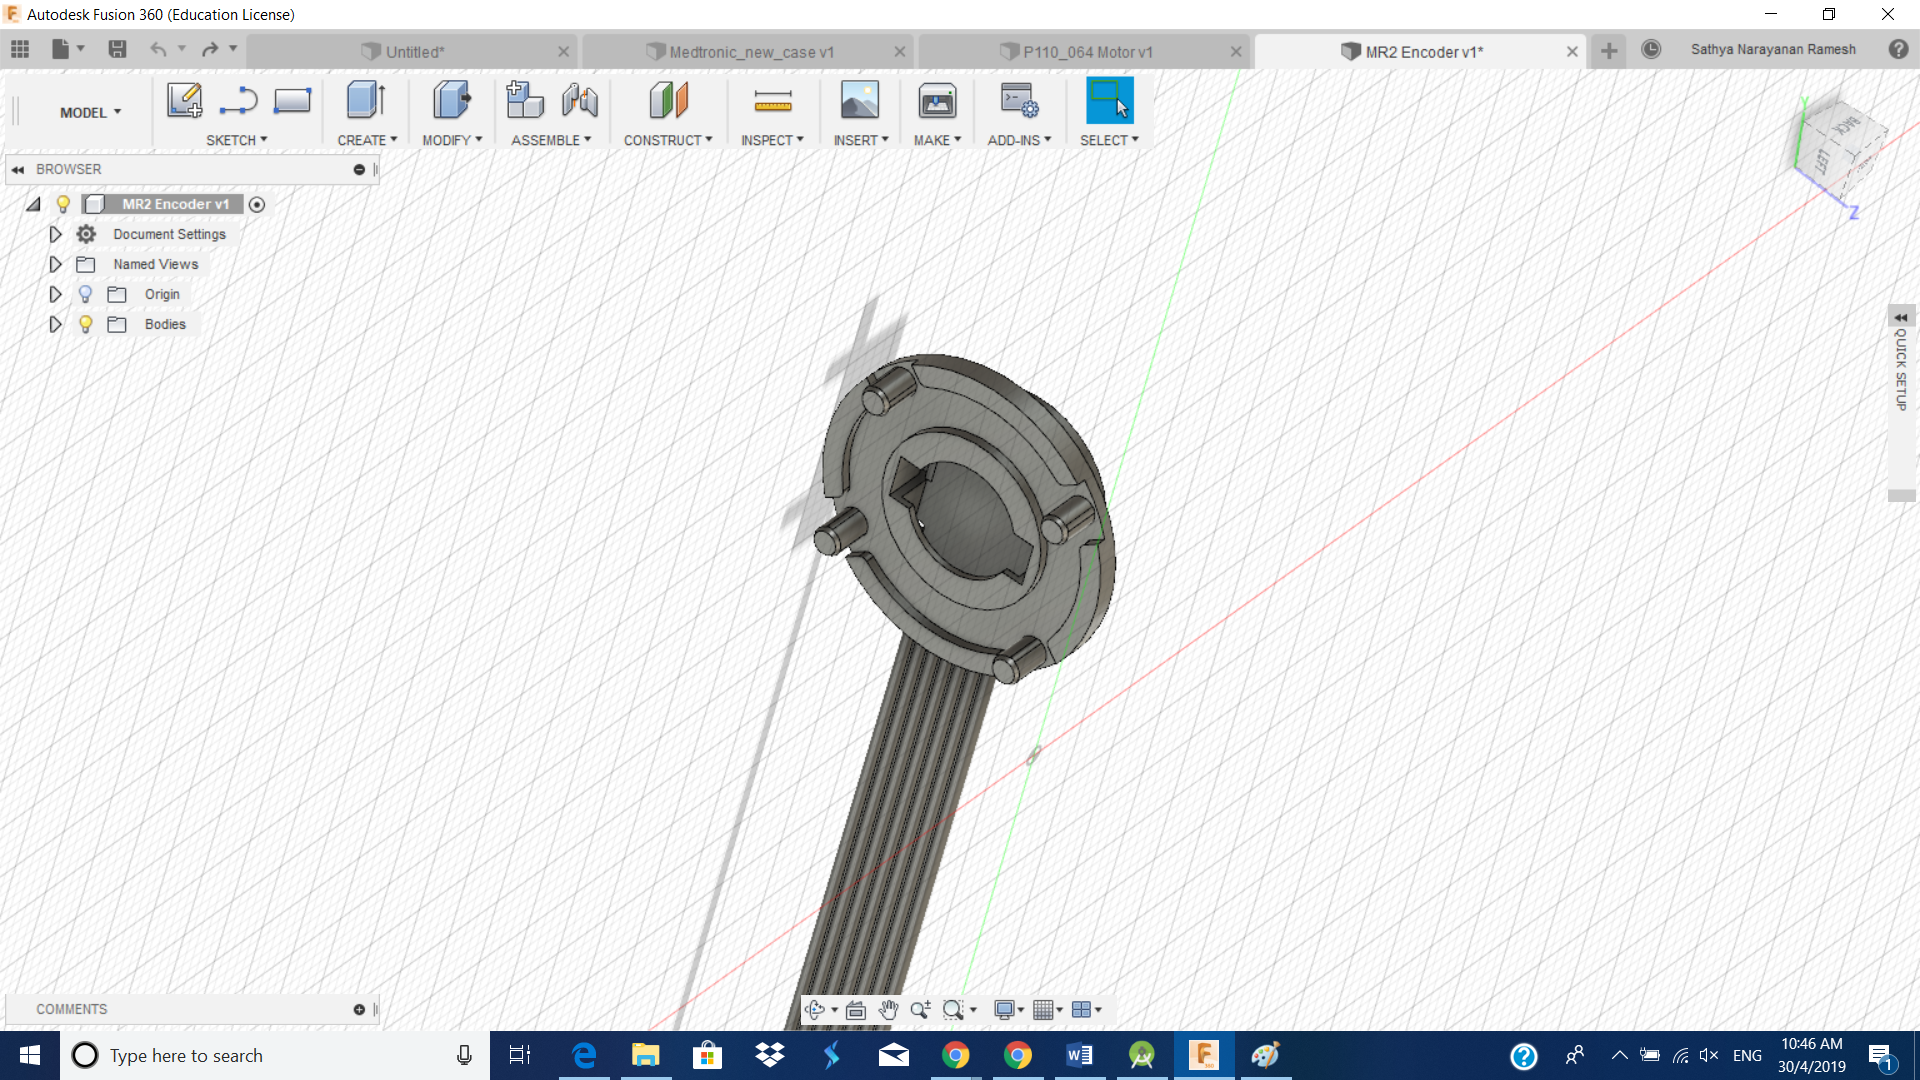 Autodesk Fusion 360 (Education License)
Untitled*
Medtronic_new_case v1
P110_064 Motor v1
MR2 Encoder v1*
Sathya Narayanan Ramesh
MODEL
SKETCH
CREATE
MODIFY
ASSEMBLE
CONSTRUCT
INSPECT
INSERT
MAKE
ADD-INS
SELECT
BROWSER
MR2 Encoder v1
Document Settings
Named Views
Origin
Bodies
Y
BACK
LEFT
Z
QUICK SETUP
COMMENTS
Type here to search
ENG
10:46 AM
30/4/2019
1